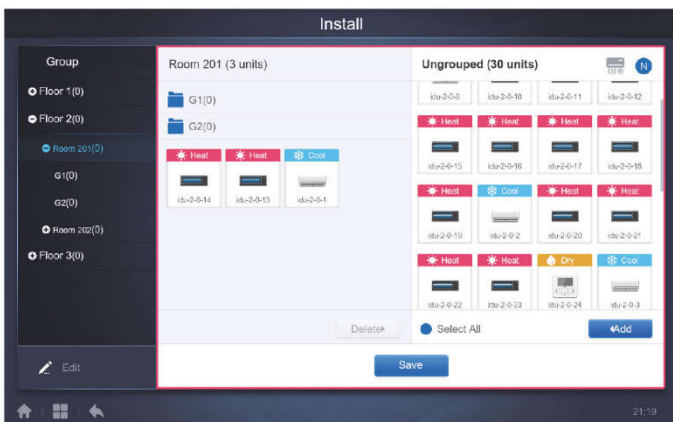 Install
Group
Floor 1(0)
Floor 2(0)
Room 201(0)
G1(0)
G2(0)
Room 202(0)
Floor 3(0)
Edit
Room 201 (3 units)
G1(0)
G2(0)
Heat Heat Cool
idu-2-0-14 idu-2-0-13 idu-2-0-1
Delete
Ungrouped (30 units)
N
idu-2-0-0 idu-2-0-10 idu-2-0-11 idu-2-0-12
Heat Heat Heat Heat
idu-2-0-15 idu-2-0-16 idu-2-0-17 idu-2-0-18
Heat Cool Heat Heat
idu-2-0-19 idu-2-0-2 idu-2-0-20 idu-2-0-21
Heat Heat Dry Cool
idu-2-0-22 idu-2-0-23 idu-2-0-24 idu-2-0-3
Select All
Add
Save
21:19